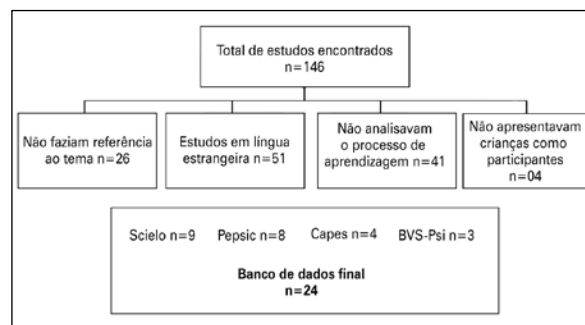 Total de estudos encontrados
n=146
Não faziam referência
ao tema n=26
Estudos em língua
estrangeira n=51
Não analisavam
o processo de
aprendizagem n=41
Não apresentavam
crianças como
participantes
n=04
Scielo n=9 Pepsic n=8 Capes n=4 BVS-Psi n=3
Banco de dados final
n=24